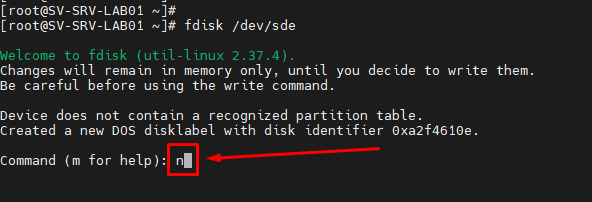 [root@SV-SRV-LAB01 ~]#
[root@SV-SRV-LAB01 ~]# fdisk /dev/sde
Welcome to fdisk (util-linux 2.37.4).
Changes will remain in memory only, until you decide to write them.
Be careful before using the write command.
Device does not contain a recognized partition table.
Created a new DOS disklabel with disk identifier 0xa2f4610e.
Command (m for help): n